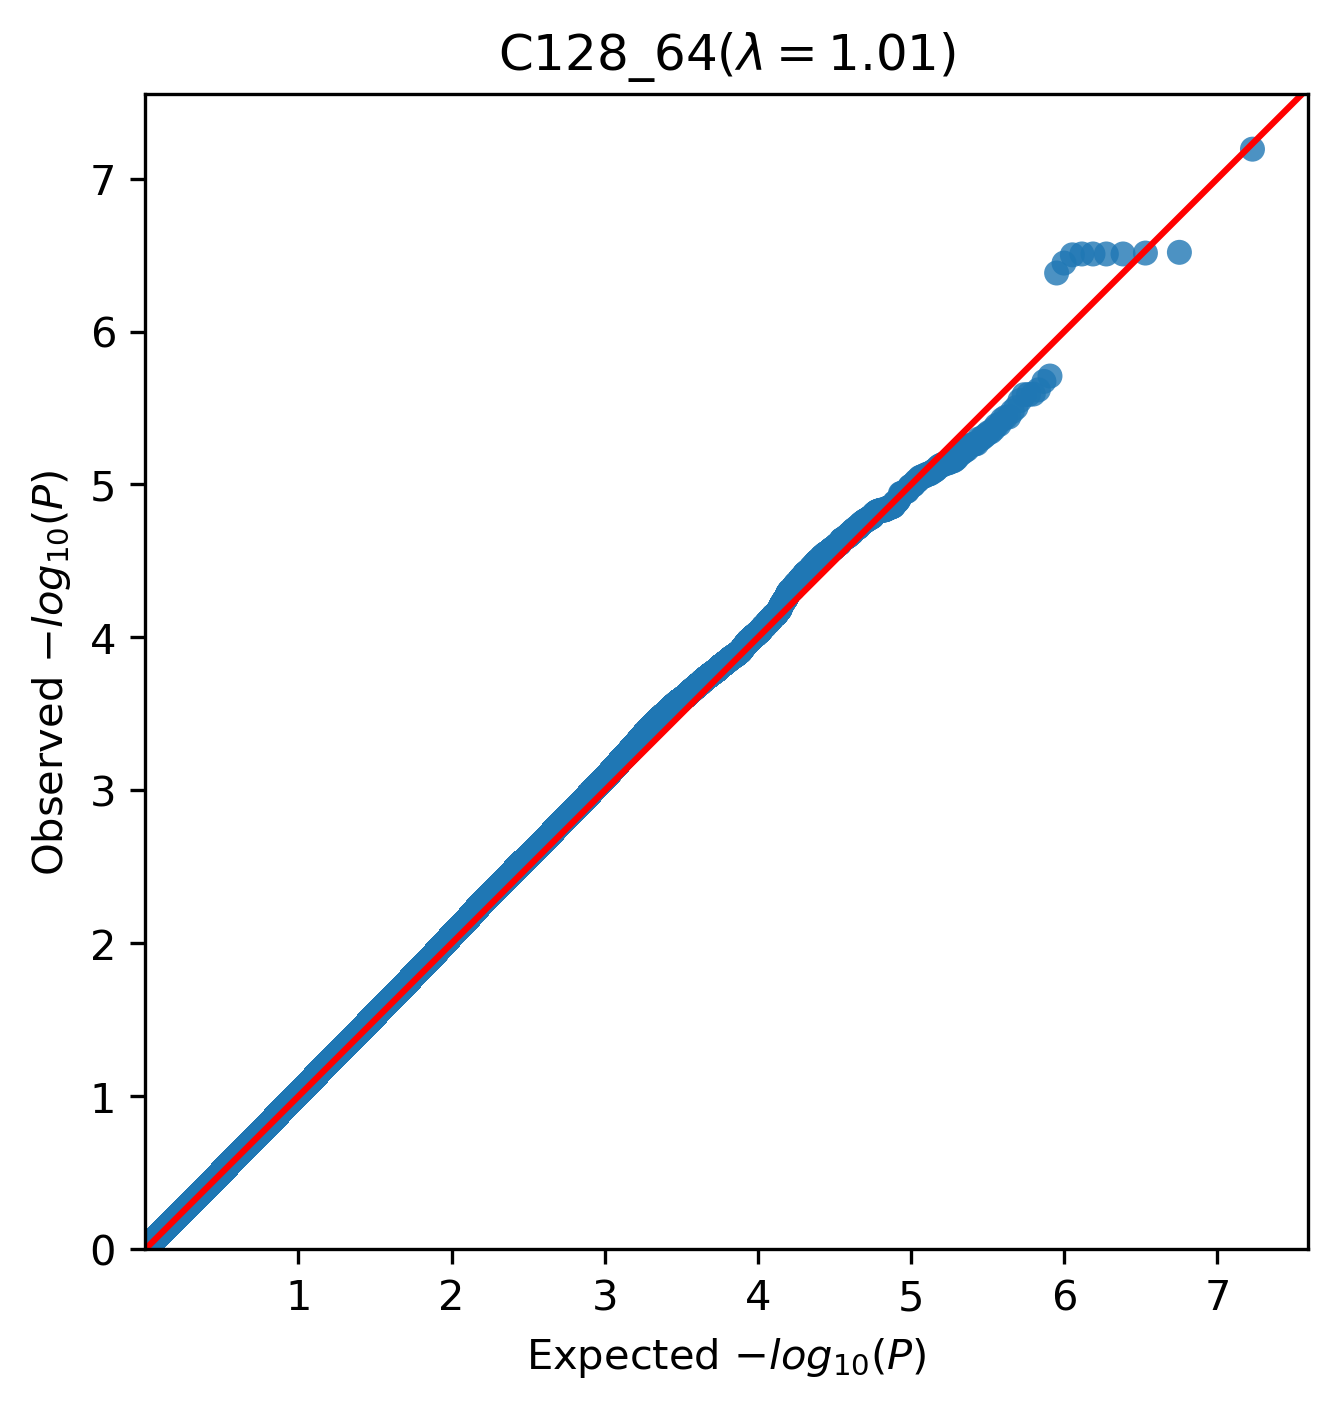 C128_64(λ = 1.01)
7
6
5
4
3
2
1
0
Observed −log₁₀(P)
1 2 3 4 5 6 7
Expected −log₁₀(P)